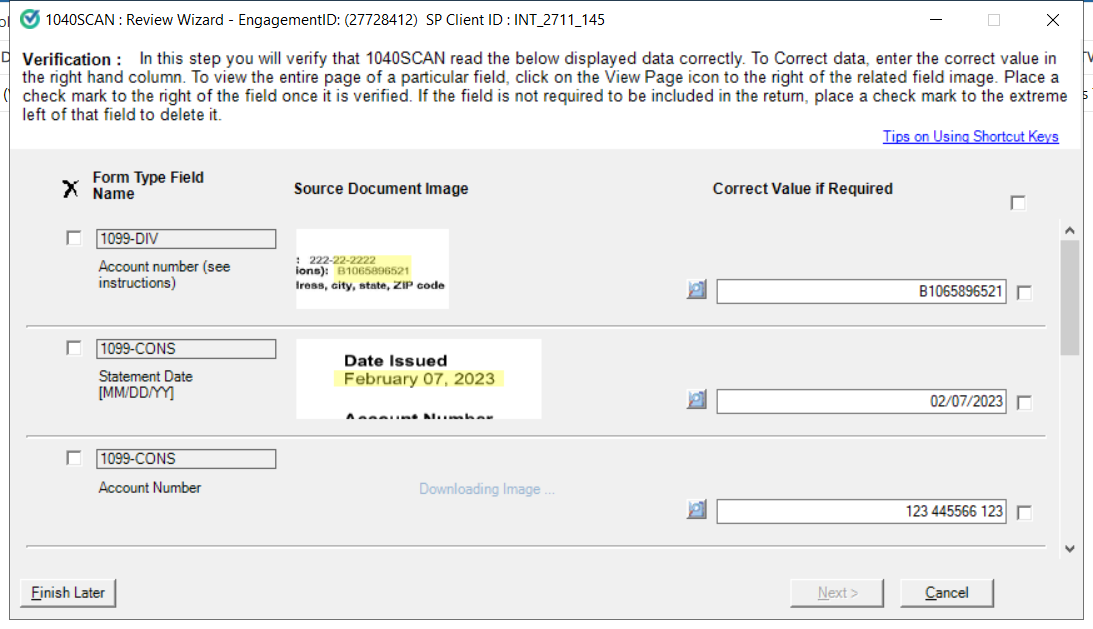 1040SCAN : Review Wizard - EngagementID: (27728412)  SP Client ID : INT_2711_145
Verification :   In this step you will verify that 1040SCAN read the below displayed data correctly. To Correct data, enter the correct value in
the right hand column. To view the entire page of a particular field, click on the View Page icon to the right of the related field image. Place a
check mark to the right of the field once it is verified. If the field is not required to be included in the return, place a check mark to the extreme
left of that field to delete it.
Tips on Using Shortcut Keys
Form Type Field
Name
Source Document Image
Correct Value if Required
1099-DIV
Account number (see
instructions)
: 222-22-2222
ions): B1065896521
lress, city, state, ZIP code
B1065896521
1099-CONS
Statement Date
[MM/DD/YY]
Date Issued
February 07, 2023
Account Number
02/07/2023
1099-CONS
Account Number
Downloading Image ...
123 445566 123
Finish Later
Next >
Cancel